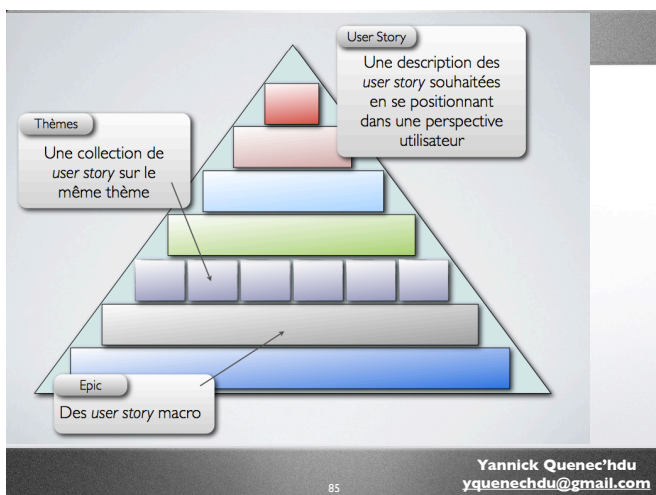 User Story
Une description des
user story souhaitées
en se positionnant
dans une perspective
utilisateur
Thèmes
Une collection de
user story sur le
même thème
Epic
Des user story macro
85
Yannick Quenec'hdu
yquenechdu@gmail.com